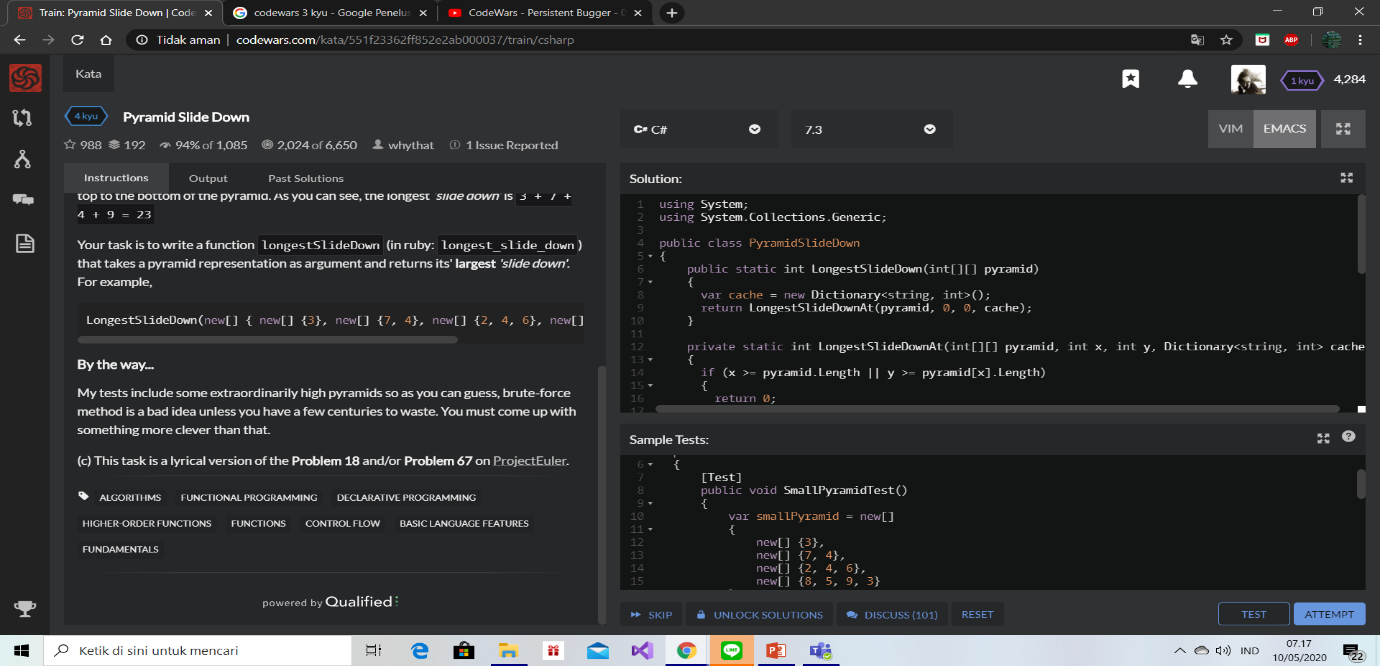 Train: Pyramid Slide Down | Code
codewars 3 kyu - Google Penelus
CodeWars - Persistent Bugger -
Tidak aman | codewars.com/kata/551f23362ff852e2ab000037/train/csharp
ABP
Kata
1 kyu
4,284
4 kyu
Pyramid Slide Down
988 192 94% of 1,085 2,024 of 6,650 whythat 1 Issue Reported
C# C#
7.3
VIM
EMACS
Instructions
Output
Past Solutions
top to the bottom of the pyramid. As you can see, the longest 'slide down' is 3 + 7 +
4 + 9 = 23
Your task is to write a function longestSlideDown (in ruby: longest_slide_down )
that takes a pyramid representation as argument and returns its' largest 'slide down'.
For example,
LongestSlideDown(new[] { new[] {3}, new[] {7, 4}, new[] {2, 4, 6}, new[]
By the way...
My tests include some extraordinarily high pyramids so as you can guess, brute-force
method is a bad idea unless you have a few centuries to waste. You must come up with
something more clever than that.
(c) This task is a lyrical version of the Problem 18 and/or Problem 67 on ProjectEuler.
ALGORITHMS FUNCTIONAL PROGRAMMING DECLARATIVE PROGRAMMING
HIGHER-ORDER FUNCTIONS FUNCTIONS CONTROL FLOW BASIC LANGUAGE FEATURES
FUNDAMENTALS
powered by Qualified
Solution:
1 using System;
2 using System.Collections.Generic;
3
4 public class PyramidSlideDown
5 {
6 public static int LongestSlideDown(int[][] pyramid)
7 {
8 var cache = new Dictionary<string, int>();
9 return LongestSlideDownAt(pyramid, 0, 0, cache);
10 }
11
12 private static int LongestSlideDownAt(int[][] pyramid, int x, int y, Dictionary<string, int> cache
13 {
14 if (x >= pyramid.Length || y >= pyramid[x].Length)
15 {
16 return 0;
17
Sample Tests:
6 {
7 [Test]
8 public void SmallPyramidTest()
9 {
10 var smallPyramid = new[]
11 {
12 new[] {3},
13 new[] {7, 4},
14 new[] {2, 4, 6},
15 new[] {8, 5, 9, 3}
SKIP
UNLOCK SOLUTIONS
DISCUSS (101)
RESET
TEST
ATTEMPT
Ketik di sini untuk mencari
LINE
IND
07.17
10/05/2020
22